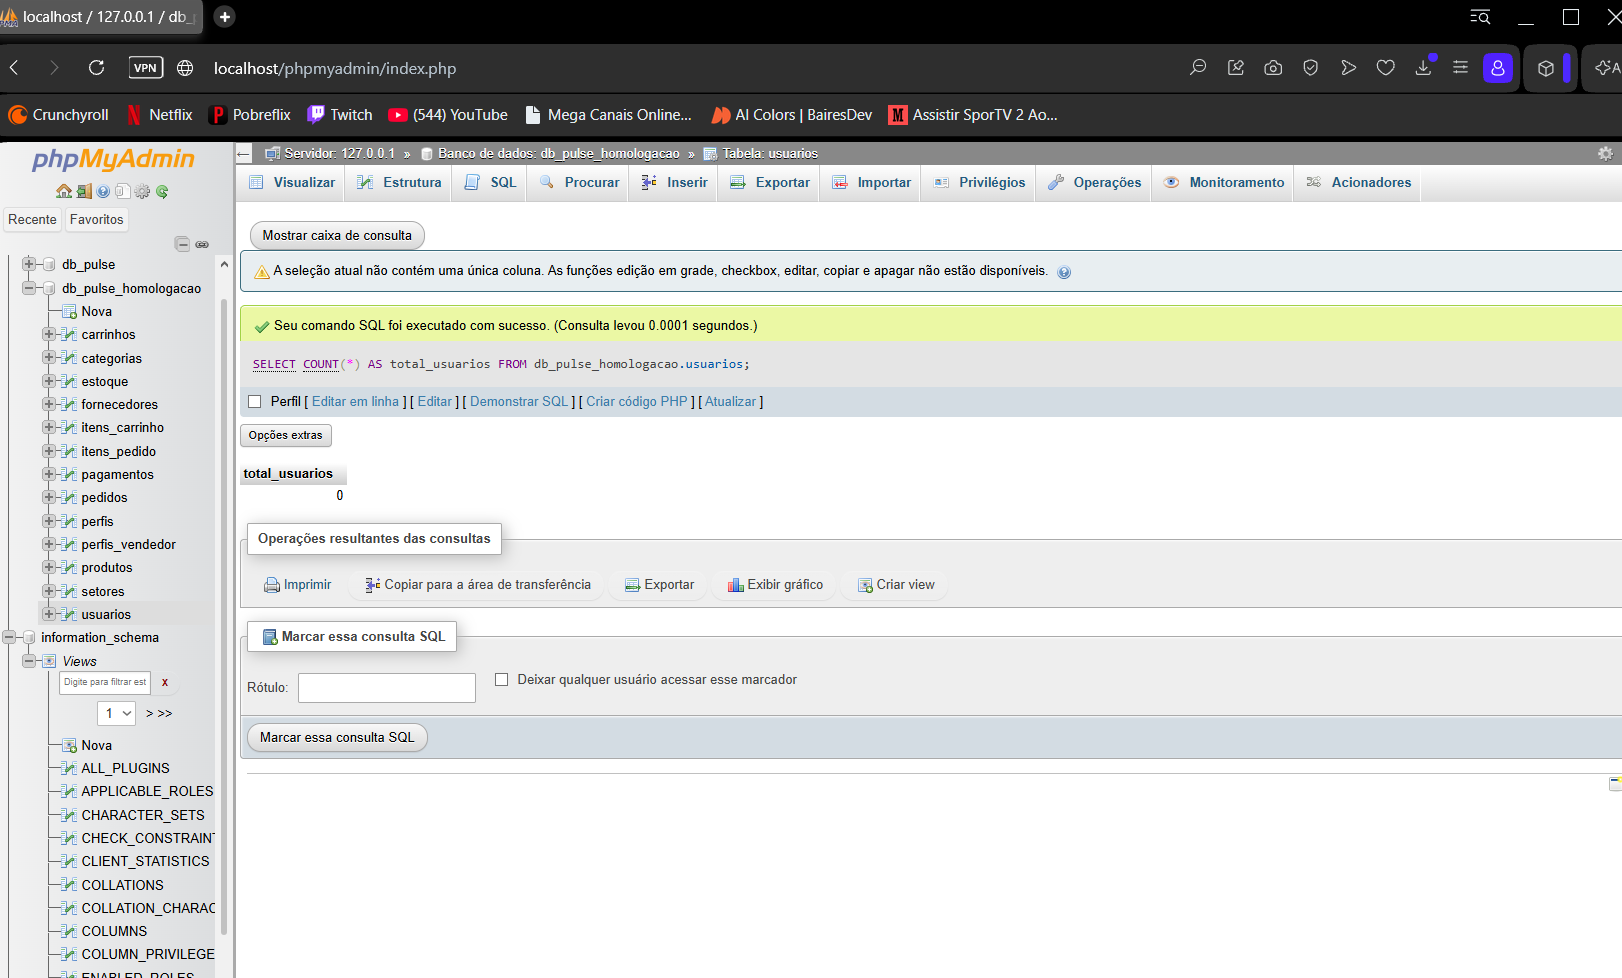 localhost / 127.0.0.1 / db_
VPN
localhost/phpmyadmin/index.php
Crunchyroll
Netflix
Pobreflix
Twitch
(544) YouTube
Mega Canais Online...
AI Colors | BairesDev
Assistir SporTV 2 Ao...
phpMyAdmin
Recente
Favoritos
db_pulse
db_pulse_homologacao
Nova
carrinhos
categorias
estoque
fornecedores
itens_carrinho
itens_pedido
pagamentos
pedidos
perfis
perfis_vendedor
produtos
setores
usuarios
information_schema
Views
Digite para filtrar est
x
1
> >>
Nova
ALL_PLUGINS
APPLICABLE_ROLES
CHARACTER_SETS
CHECK_CONSTRAINT
CLIENT_STATISTICS
COLLATIONS
COLLATION_CHARAC
COLUMNS
COLUMN_PRIVILEGE
ENABLED_ROLES
Servidor: 127.0.0.1 » Banco de dados: db_pulse_homologacao » Tabela: usuarios
Visualizar
Estrutura
SQL
Procurar
Inserir
Exportar
Importar
Privilégios
Operações
Monitoramento
Acionadores
Mostrar caixa de consulta
A seleção atual não contém uma única coluna. As funções edição em grade, checkbox, editar, copiar e apagar não estão disponíveis.
Seu comando SQL foi executado com sucesso. (Consulta levou 0.0001 segundos.)
SELECT COUNT(*) AS total_usuarios FROM db_pulse_homologacao.usuarios;
Perfil [ Editar em linha ] [ Editar ] [ Demonstrar SQL ] [ Criar código PHP ] [ Atualizar ]
Opções extras
total_usuarios
0
Operações resultantes das consultas
Imprimir
Copiar para a área de transferência
Exportar
Exibir gráfico
Criar view
Marcar essa consulta SQL
Rótulo:
Deixar qualquer usuário acessar esse marcador
Marcar essa consulta SQL